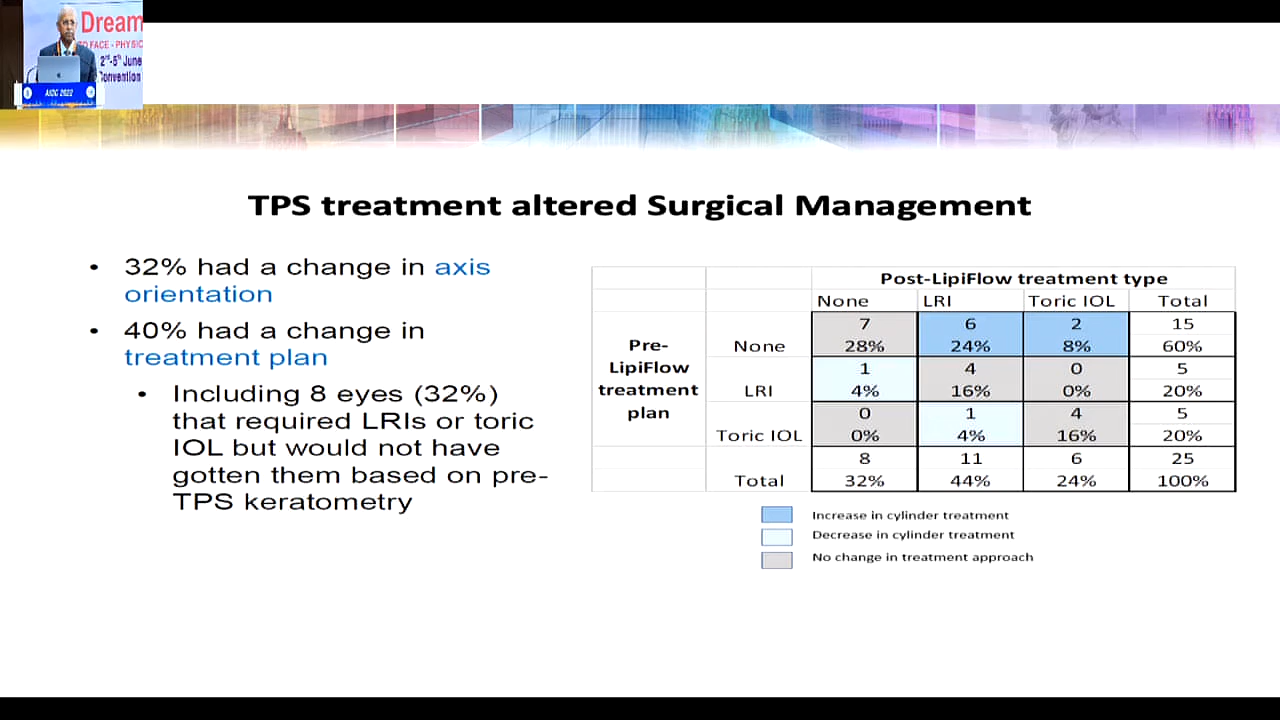 Dream
TO FACE - PHYSIC
2nd-5th June
Convention
AIOC 2022
TPS treatment altered Surgical Management
• 32% had a change in axis
orientation
• 40% had a change in
treatment plan
• Including 8 eyes (32%)
that required LRIs or toric
IOL but would not have
gotten them based on pre-
TPS keratometry
Post-LipiFlow treatment type
None LRI Toric IOL Total
Pre-
LipiFlow
treatment
plan
None
7 6 2 15
28% 24% 8% 60%
LRI
1 4 0 5
4% 16% 0% 20%
Toric IOL
0 1 4 5
0% 4% 16% 20%
Total
8 11 6 25
32% 44% 24% 100%
Increase in cylinder treatment
Decrease in cylinder treatment
No change in treatment approach